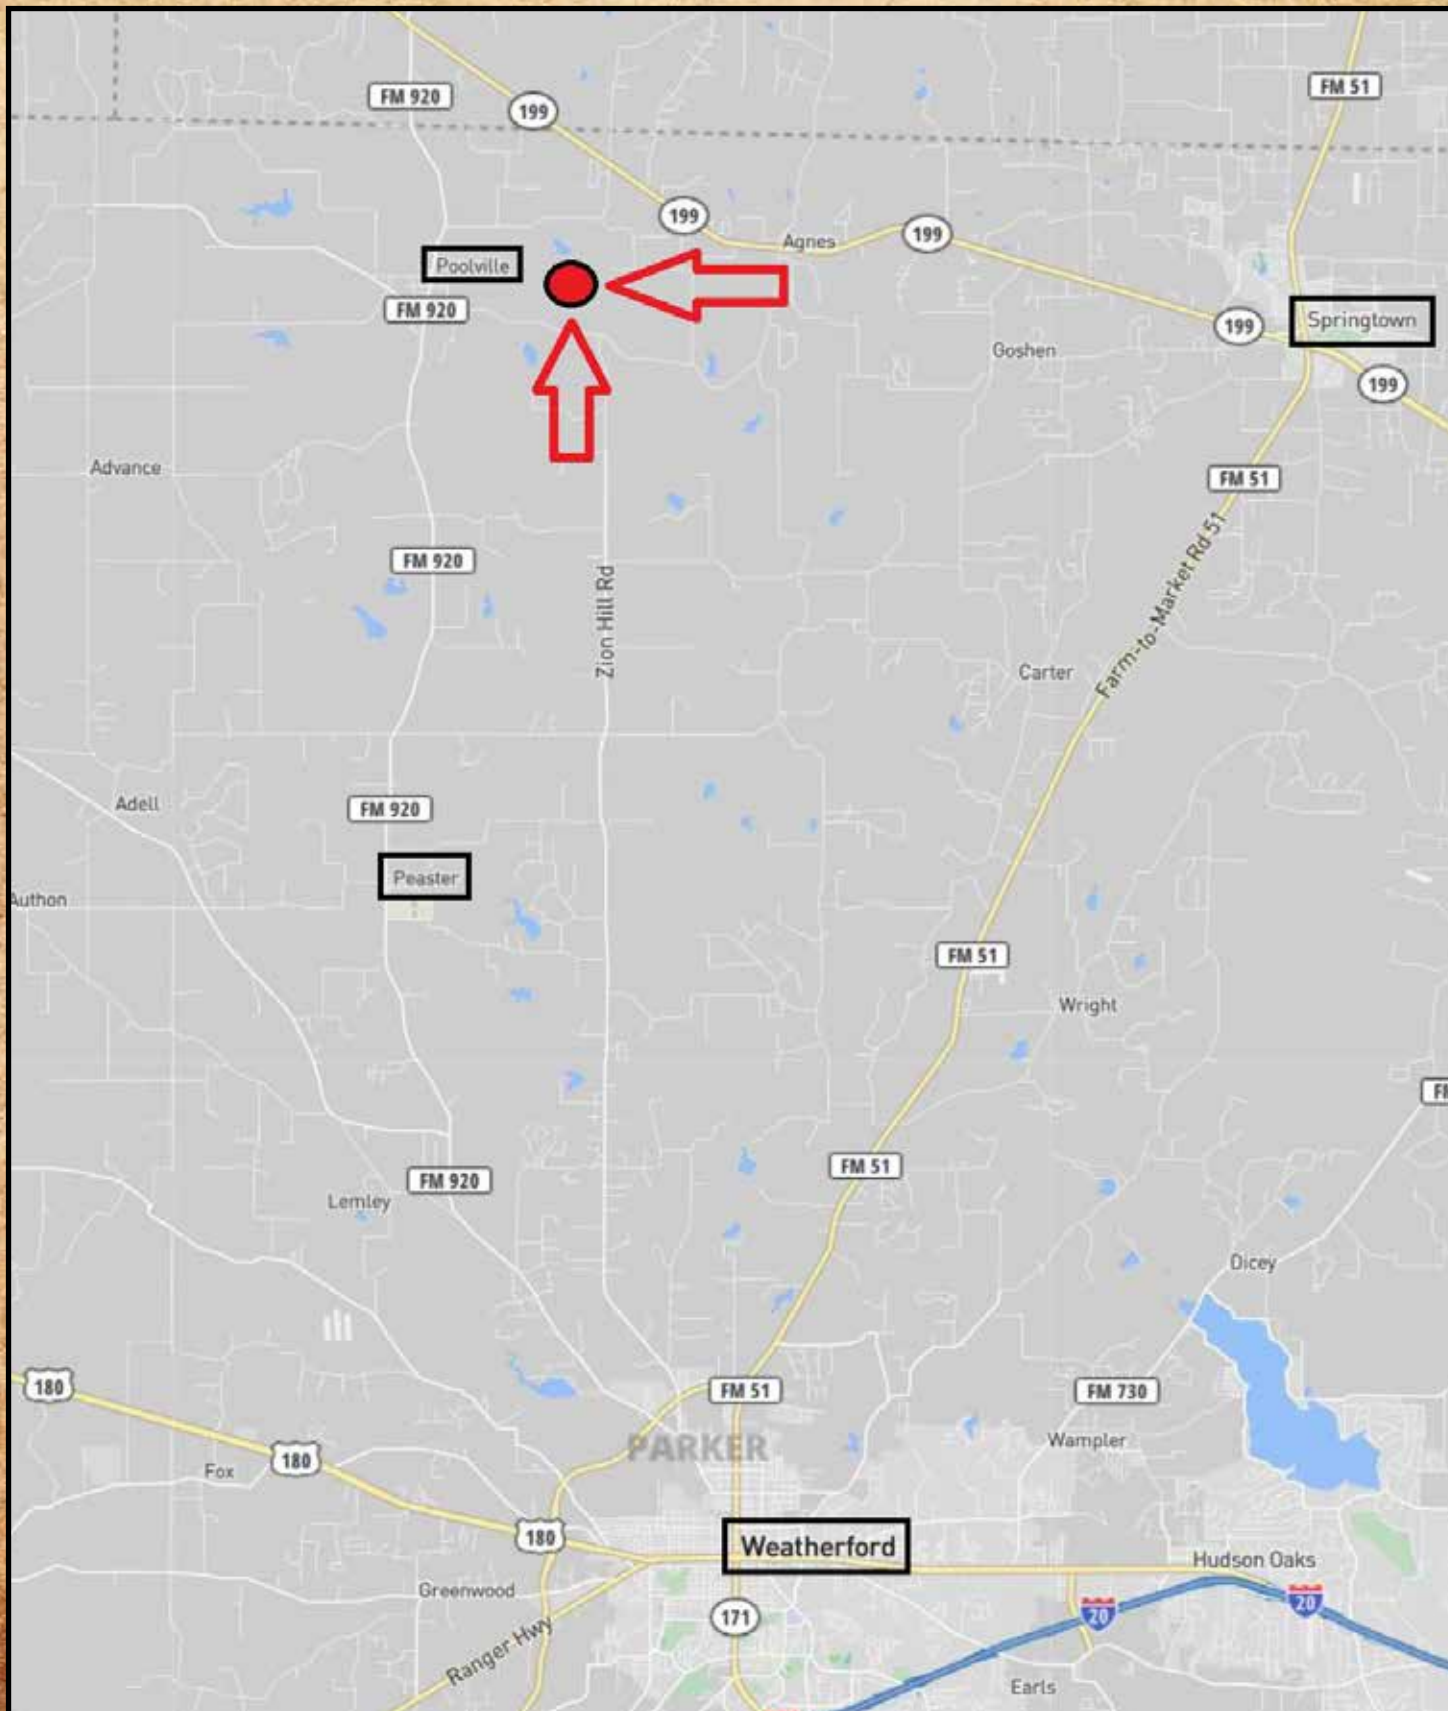 FM 920
199
FM 51
199
Agnes
199
Poolville
FM 920
199
Springtown
Goshen
199
Advance
FM 51
FM 920
Farm-to-Market Rd 51
Zion Hill Rd
Carter
Adell
FM 920
Peaster
Authon
FM 51
Wright
FM 51
FM 920
Lemley
Dicey
180
FM 51
FM 730
PARKER
Wampler
180
Fox
180
Weatherford
Hudson Oaks
Greenwood
20
20
171
Ranger Hwy
Earls